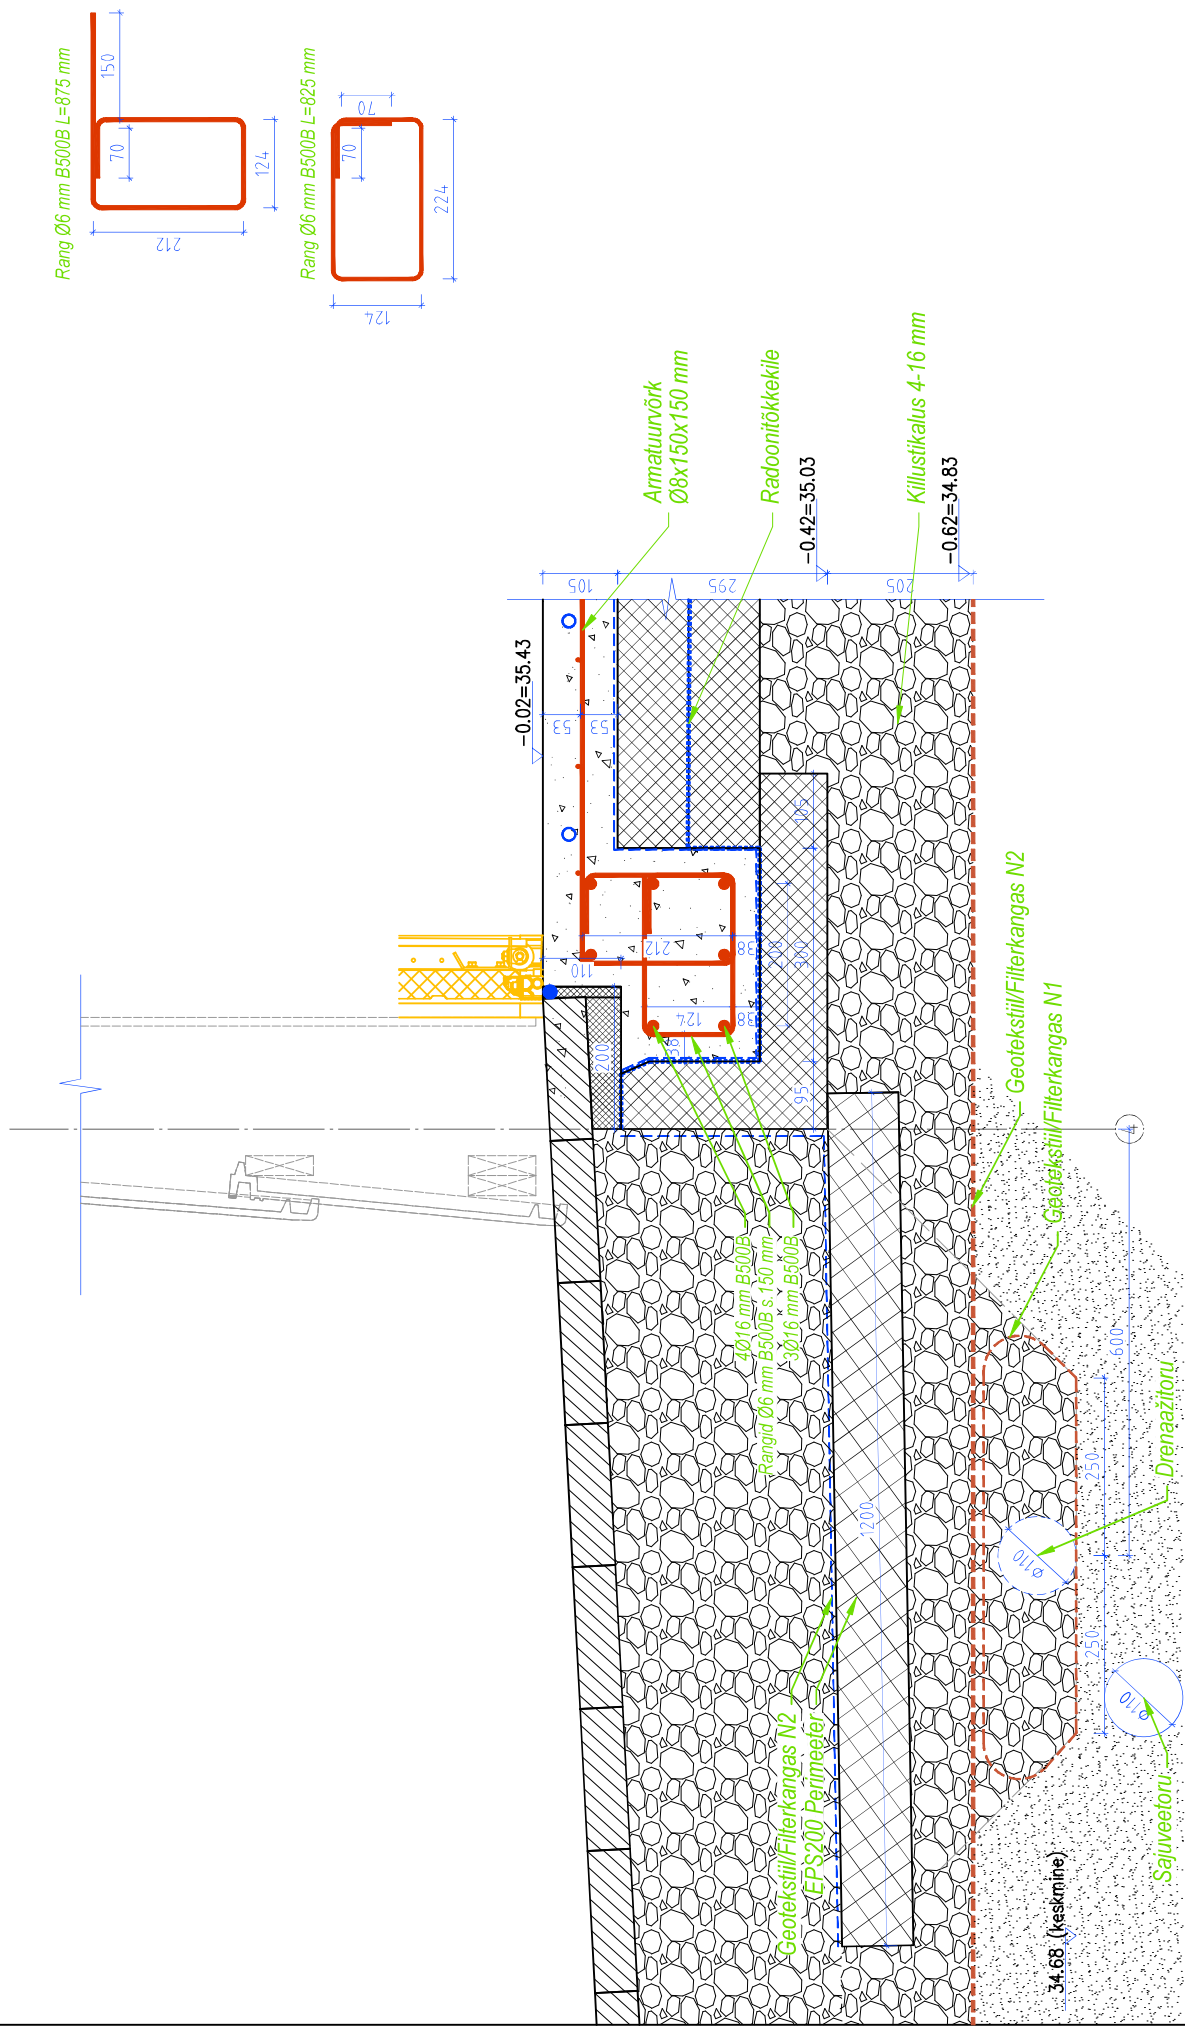 Rang Ø6 mm B500B L=875 mm
150
70
124
212
Rang Ø6 mm B500B L=825 mm
70
70
224
124
Armatuurvõrk
Ø8x150x150 mm
Radoonitõkkekile
-0.42=35.03
Killustikalus 4-16 mm
-0.62=34.83
105
295
205
-0.02=35.43
53
53
105
110
212
38
200
300
124
38
38
200
95
Geotekstiil/Filterkangas N2
Geotekstiil/Filterkangas N1
4Ø16 mm B500B
Rangid Ø6 mm B500B s.150 mm
3Ø16 mm B500B
600
250
250
1200
Ø110
Drenaažitoru
Ø110
Sajuveetoru
Geotekstiil/Filterkangas N2
EPS200 Perimeeter
34.68 (keskmine)